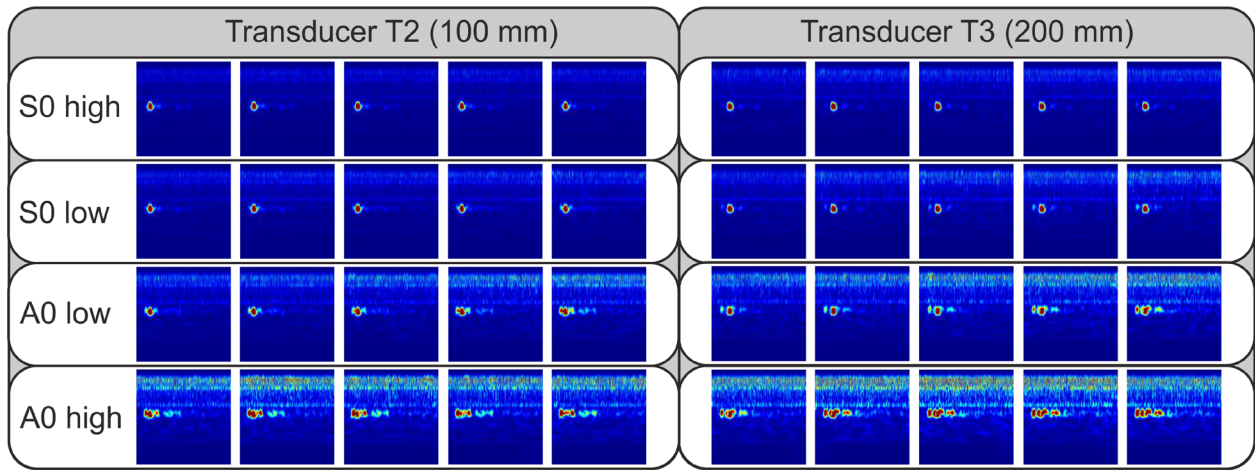 Transducer T2 (100 mm)
Transducer T3 (200 mm)
S0 high
S0 low
A0 low
A0 high